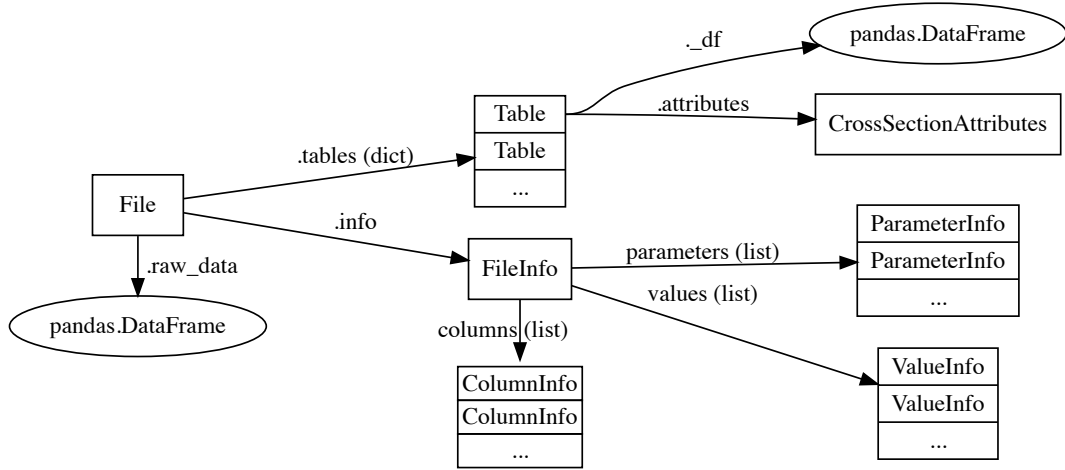 ._df
pandas.DataFrame
Table
.attributes
CrossSectionAttributes
Table
.tables (dict)
...
File
.info
ParameterInfo
FileInfo
parameters (list)
ParameterInfo
.raw_data
values (list)
...
pandas.DataFrame
columns (list)
ValueInfo
ColumnInfo
ValueInfo
ColumnInfo
...
...